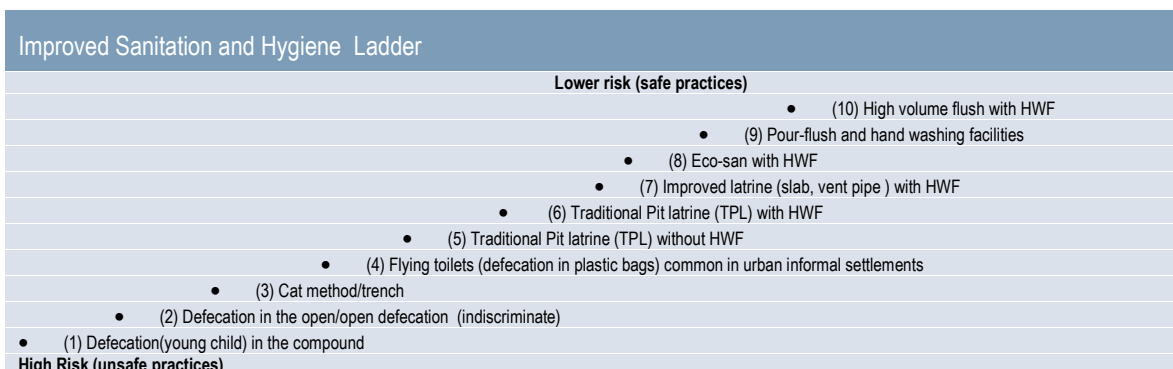 Improved Sanitation and Hygiene Ladder
Lower risk (safe practices)
• (10) High volume flush with HWF
• (9) Pour-flush and hand washing facilities
• (8) Eco-san with HWF
• (7) Improved latrine (slab, vent pipe ) with HWF
• (6) Traditional Pit latrine (TPL) with HWF
• (5) Traditional Pit latrine (TPL) without HWF
• (4) Flying toilets (defecation in plastic bags) common in urban informal settlements
• (3) Cat method/trench
• (2) Defecation in the open/open defecation (indiscriminate)
• (1) Defecation(young child) in the compound
High Risk (unsafe practices)